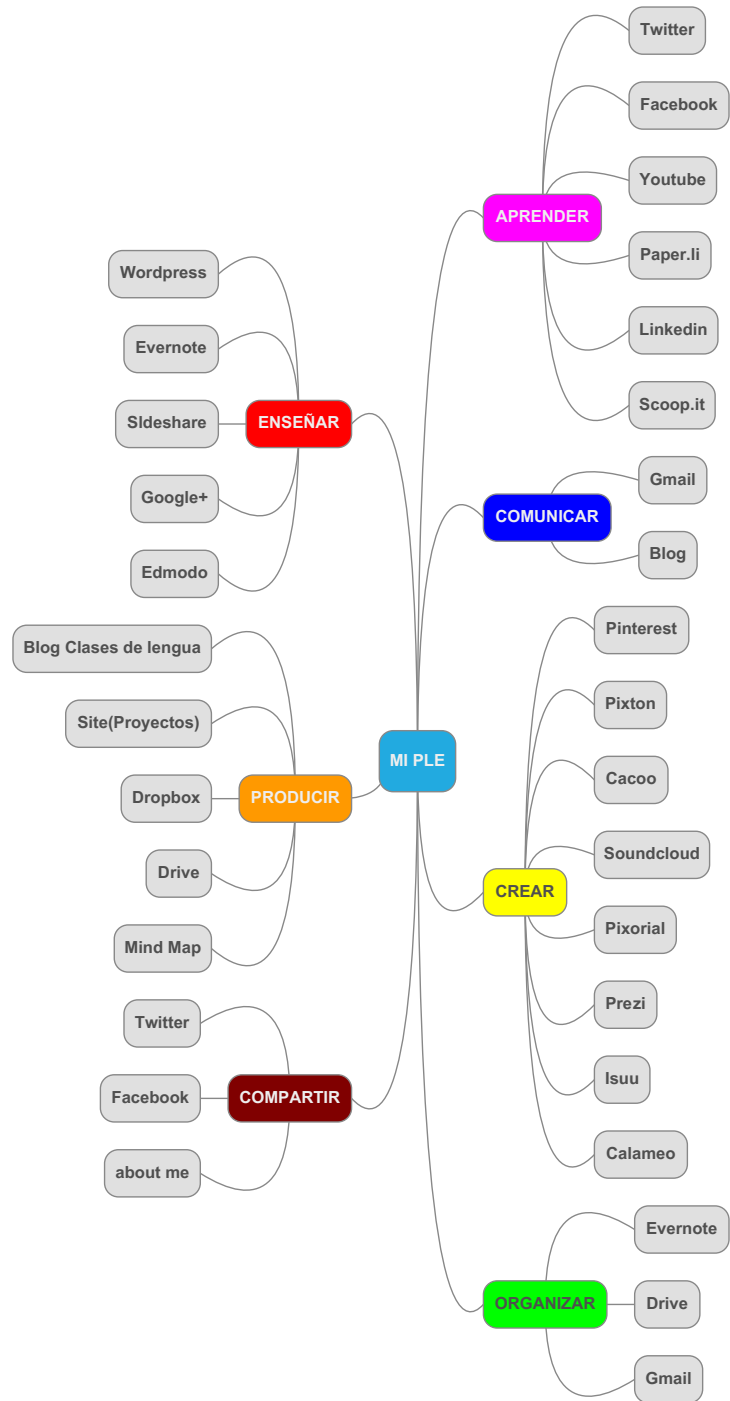 MI PLE
APRENDER
Twitter
Facebook
Youtube
Paper.li
Linkedin
Scoop.it
COMUNICAR
Gmail
Blog
CREAR
Pinterest
Pixton
Cacoo
Soundcloud
Pixorial
Prezi
Isuu
Calameo
ORGANIZAR
Evernote
Drive
Gmail
ENSEÑAR
Wordpress
Evernote
SIdeshare
Google+
Edmodo
PRODUCIR
Blog Clases de lengua
Site(Proyectos)
Dropbox
Drive
Mind Map
COMPARTIR
Twitter
Facebook
about me